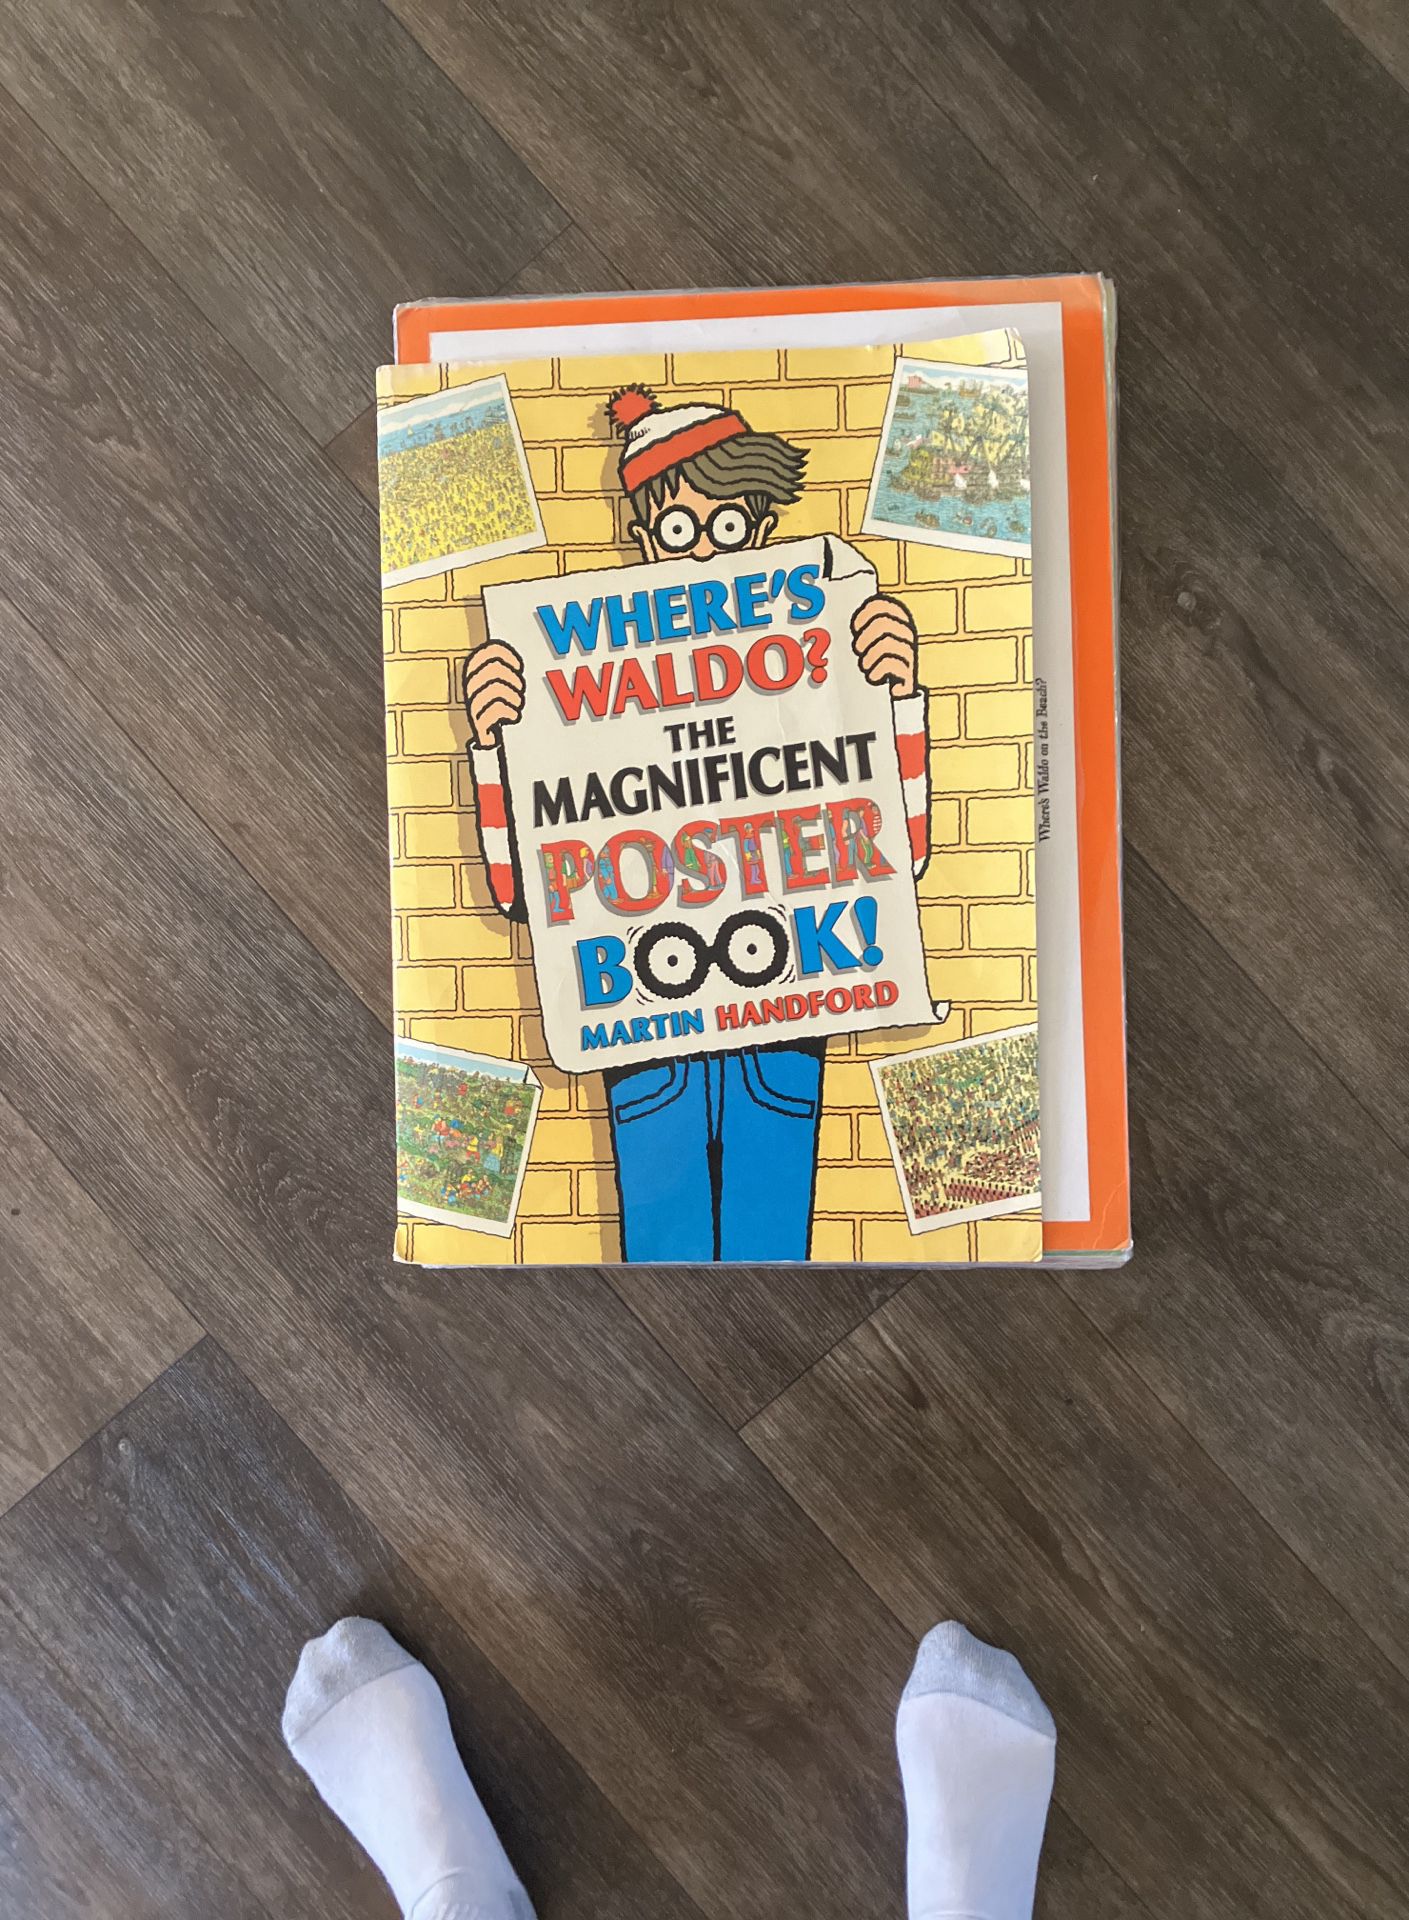 WHERE'S
WALDO?
THE
MAGNIFICENT
POSTER
BOOK!
MARTIN HANDFORD
Where's Waldo on the Beach?